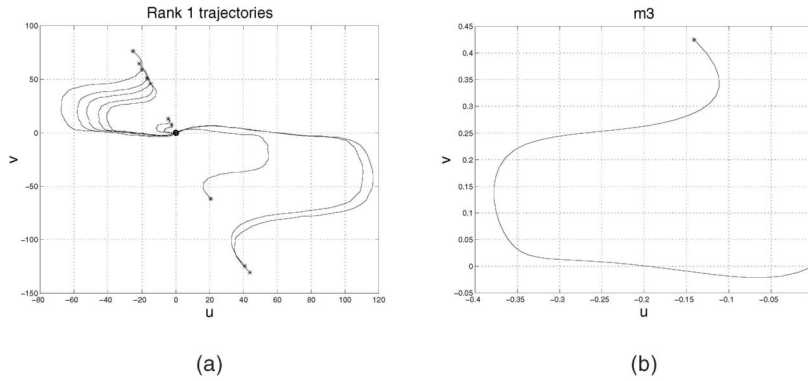 Rank 1 trajectories
100
50
0
−50
−100
−150
v
−80 −60 −40 −20 0 20 40 60 80 100 120
u
(a)
m3
0.45
0.4
0.35
0.3
0.25
0.2
0.15
0.1
0.05
0
−0.05
v
−0.4 −0.35 −0.3 −0.25 −0.2 −0.15 −0.1 −0.05
u
(b)